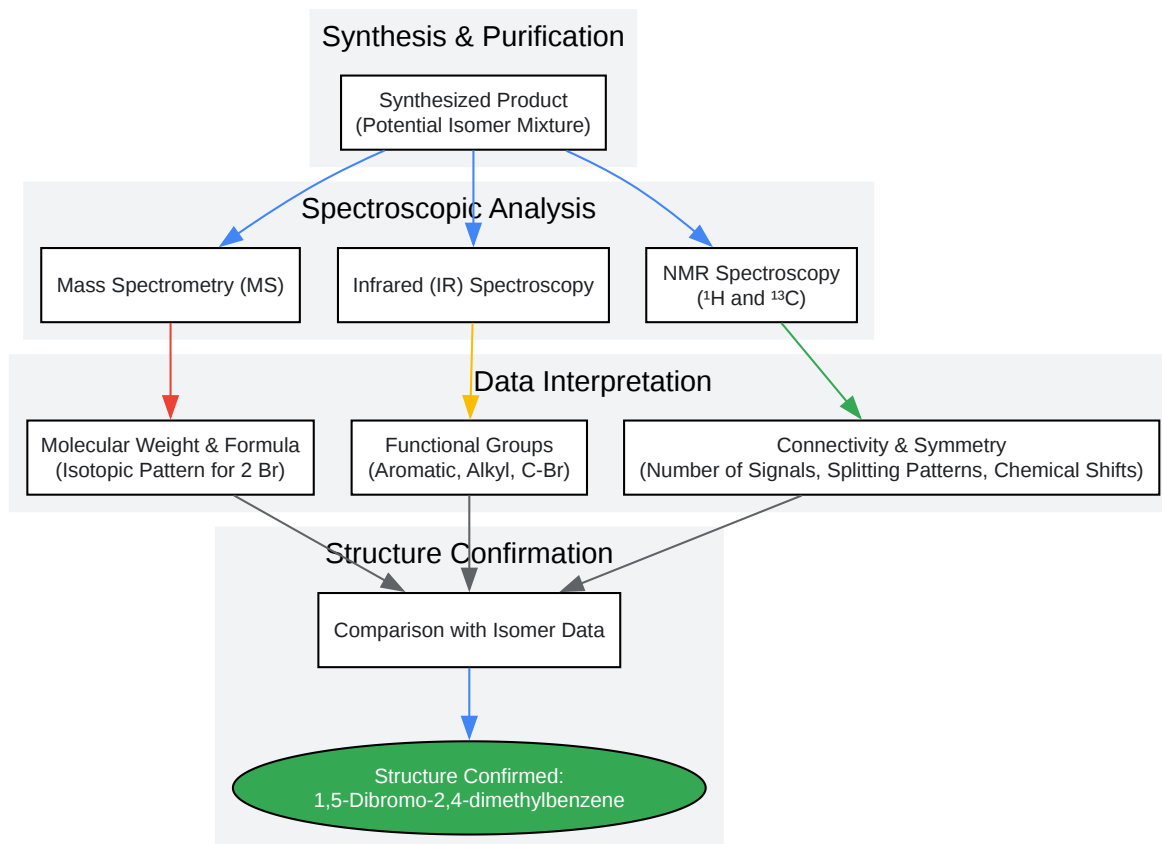 Synthesis & Purification
Synthesized Product
(Potential Isomer Mixture)
Spectroscopic Analysis
Mass Spectrometry (MS)
Infrared (IR) Spectroscopy
NMR Spectroscopy
(¹H and ¹³C)
Data Interpretation
Molecular Weight & Formula
(Isotopic Pattern for 2 Br)
Functional Groups
(Aromatic, Alkyl, C-Br)
Connectivity & Symmetry
(Number of Signals, Splitting Patterns, Chemical Shifts)
Structure Confirmation
Comparison with Isomer Data
Structure Confirmed:
1,5-Dibromo-2,4-dimethylbenzene